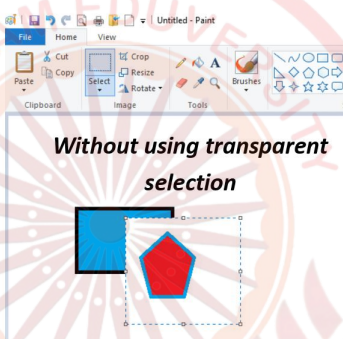 Untitled - Paint
File Home View
Cut
Copy
Paste
Clipboard
Select
Crop
Resize
Rotate
Image
A
Tools
Brushes
Without using transparent
selection